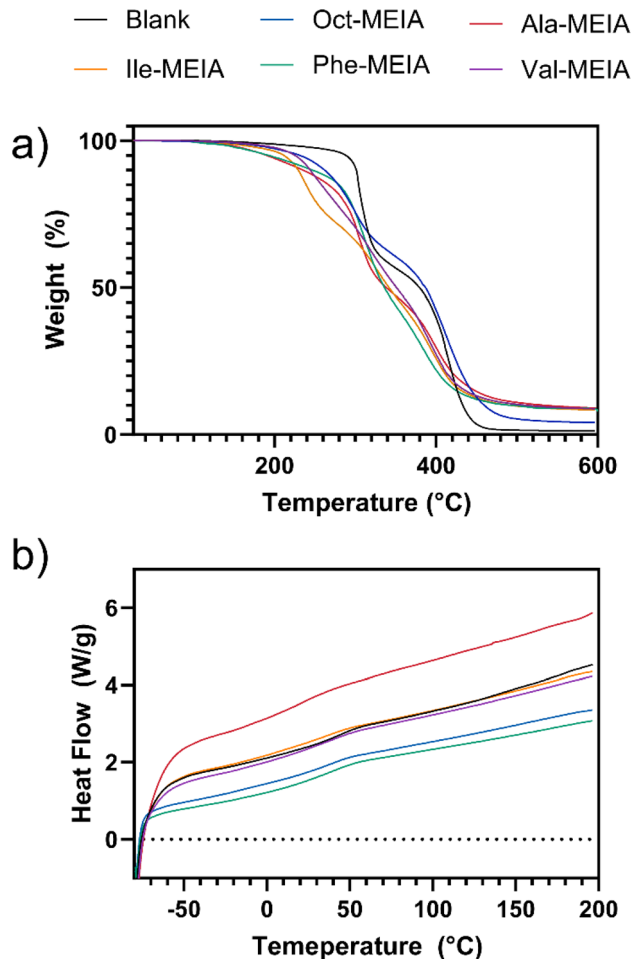 Blank Oct-MEIA Ala-MEIA
Ile-MEIA Phe-MEIA Val-MEIA
a)
100
50
0
Weight (%)
200 400 600
Temperature (°C)
b)
6
4
2
0
Heat Flow (W/g)
-50 0 50 100 150 200
Temeperature (°C)